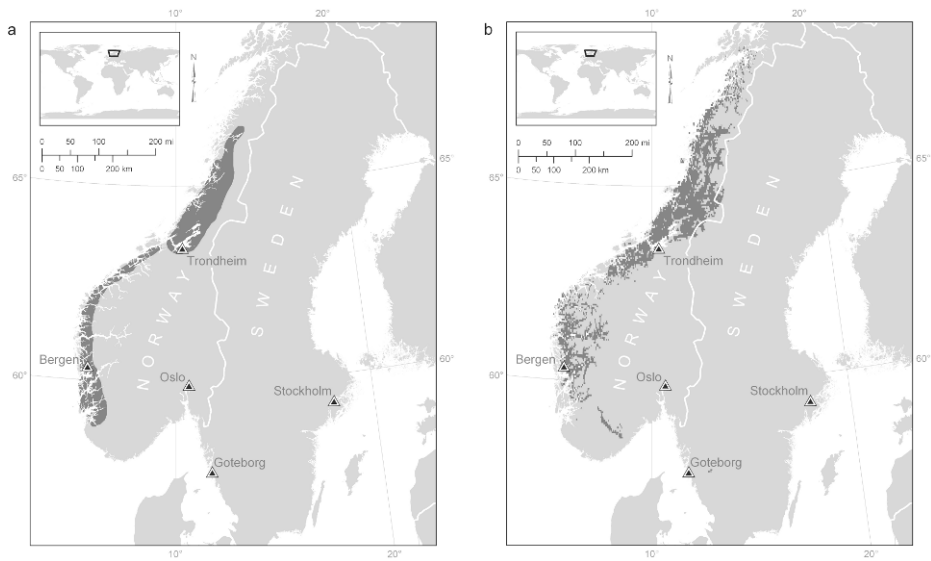 a
10°
20°
N
0 50 100 200 mi
0 50 100 200 km
65°
65°
SWEDEN
NORWAY
Trondheim
Bergen
60°
60°
Oslo
Stockholm
Goteborg
10°
20°
b
10°
20°
N
0 50 100 200 mi
0 50 100 200 km
65°
65°
SWEDEN
NORWAY
Trondheim
Bergen
60°
60°
Oslo
Stockholm
Goteborg
10°
20°